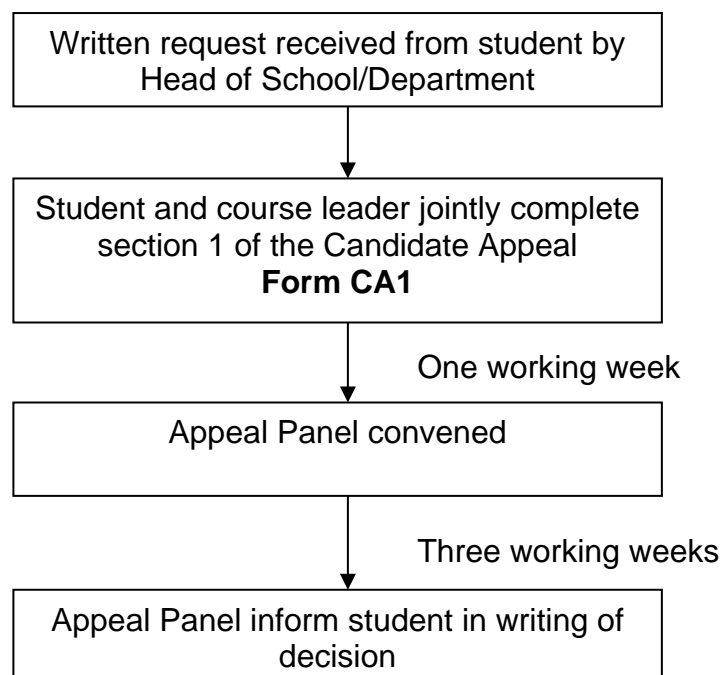 Written request received from student by
Head of School/Department
Student and course leader jointly complete
section 1 of the Candidate Appeal
Form CA1
One working week
Appeal Panel convened
Three working weeks
Appeal Panel inform student in writing of
decision